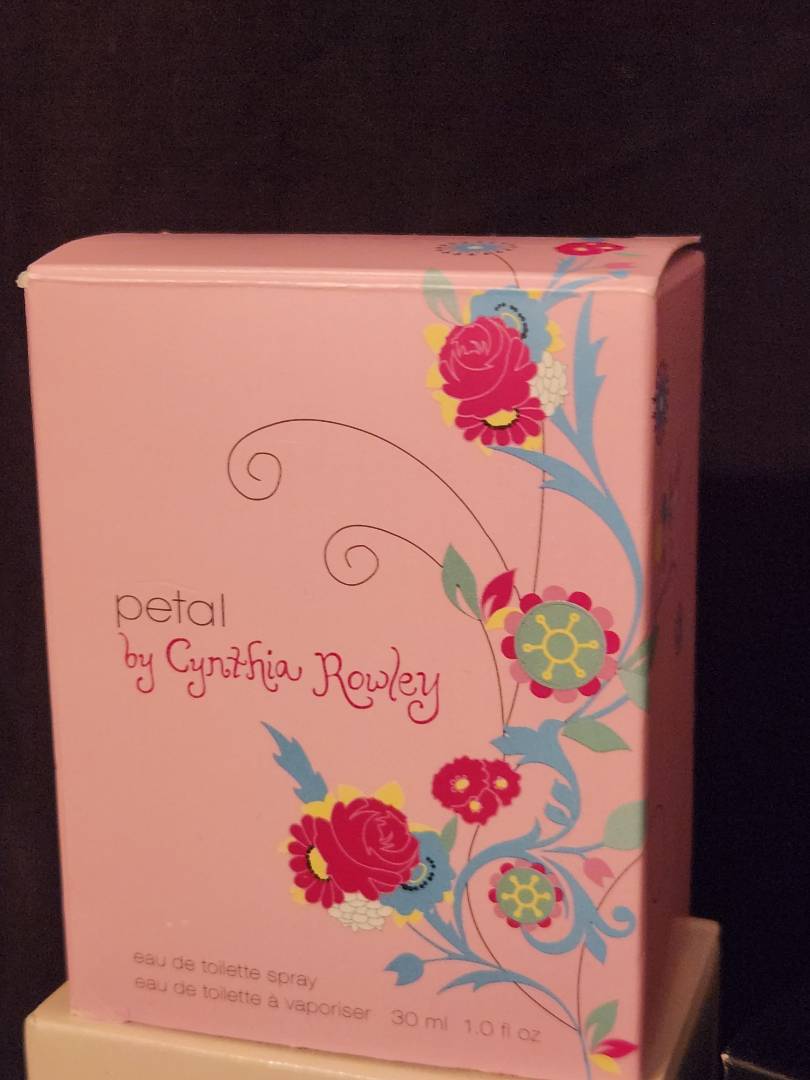 petal
by Cynthia Rowley
eau de toilette spray
eau de toilette à vaporiser 30 ml 1.0 fl oz